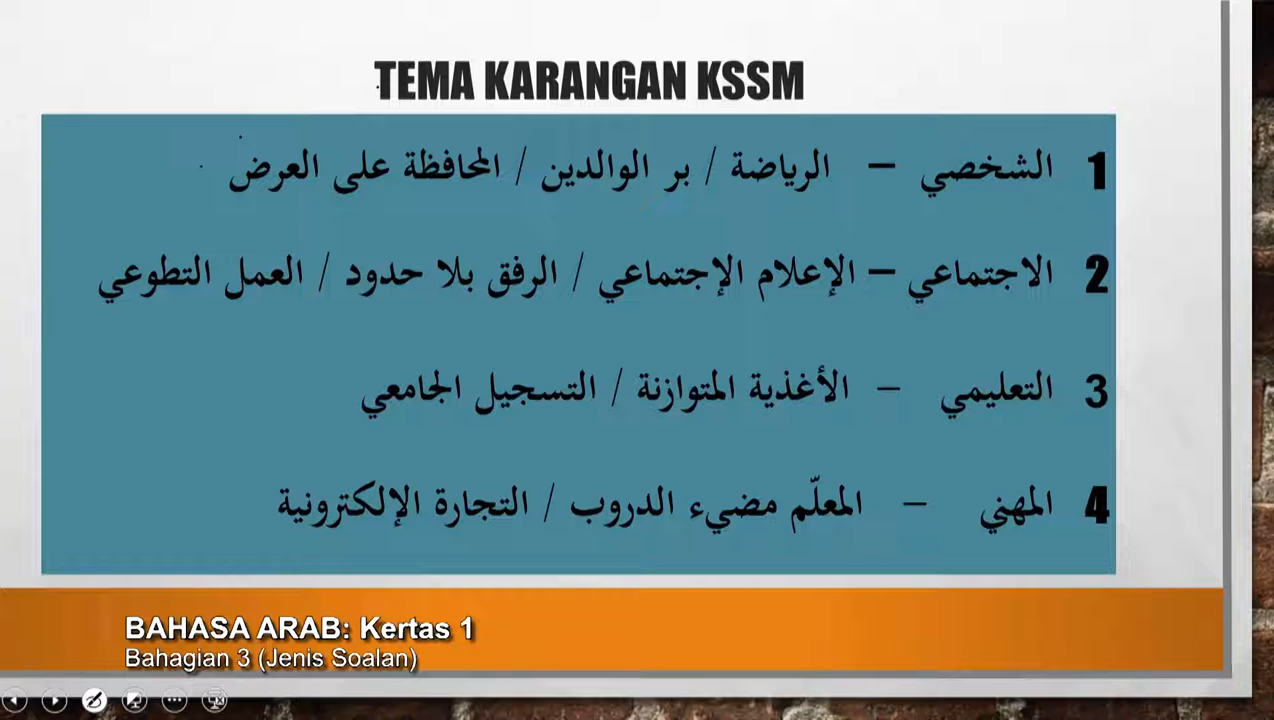 TEMA KARANGAN KSSM
1 الشخصي – الرياضة / بر الوالدين / المحافظة على العرض
2 الاجتماعي – الإعلام الإجتماعي / الرفق بلا حدود / العمل التطوعي
3 التعليمي – الأغذية المتوازنة / التسجيل الجامعي
4 المهني – المعلّم مضيء الدروب / التجارة الإلكترونية
BAHASA ARAB: Kertas 1
Bahagian 3 (Jenis Soalan)